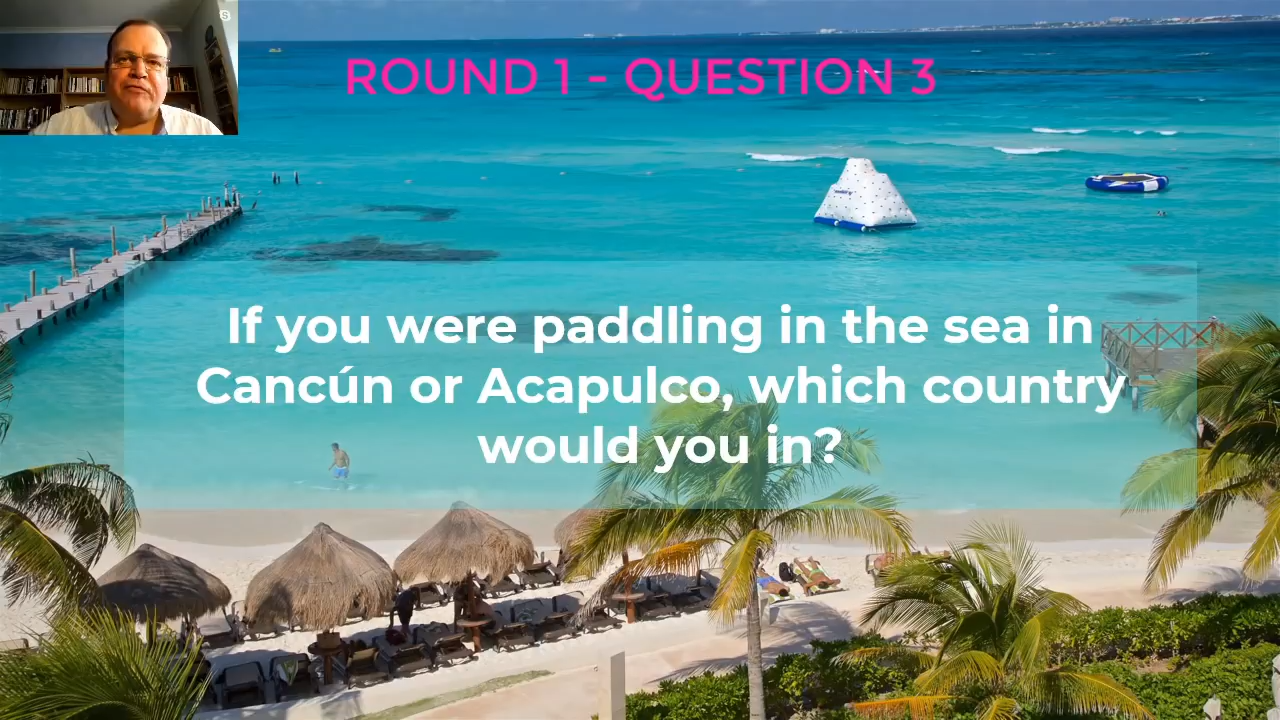 ROUND 1 - QUESTION 3
If you were paddling in the sea in
Cancún or Acapulco, which country
would you in?